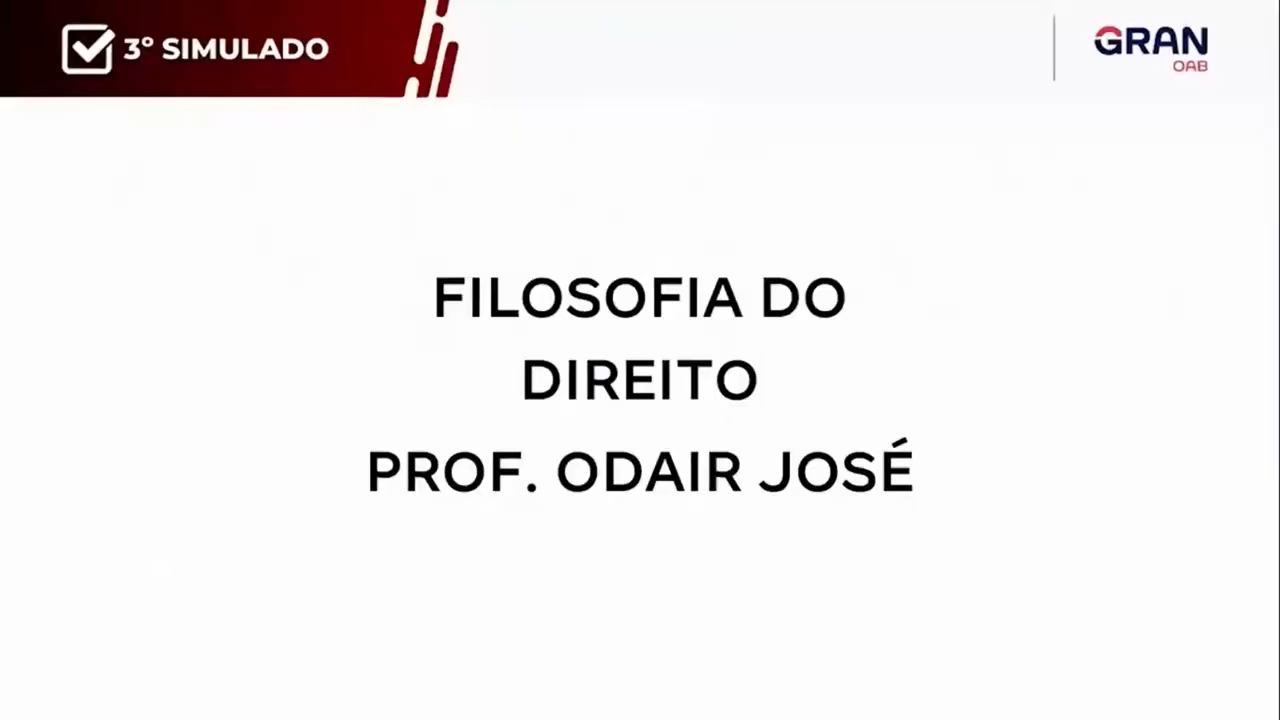 3º SIMULADO
GRAN
OAB
FILOSOFIA DO
DIREITO
PROF. ODAIR JOSÉ